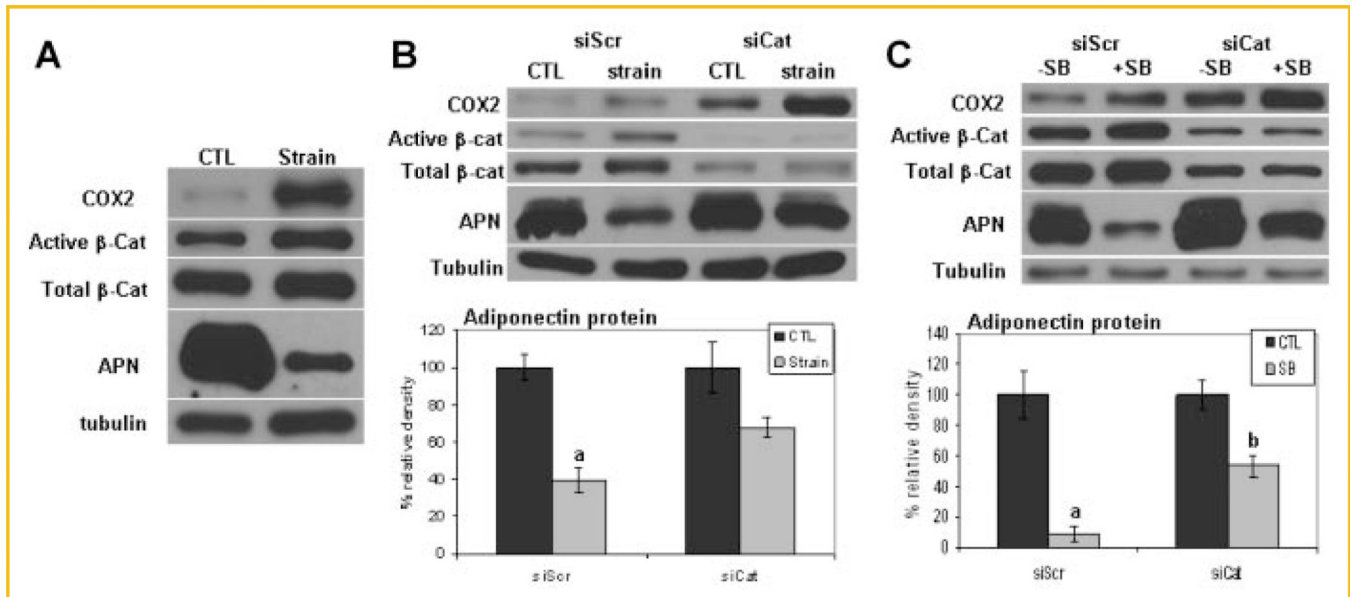 A
CTL Strain
COX2
Active β-Cat
Total β-Cat
APN
tubulin
B
siScr siCat
CTL strain CTL strain
COX2
Active β-cat
Total β-cat
APN
Tubulin
Adiponectin protein
% relative density
120
100
80
60
40
20
0
a
CTL
Strain
siScr siCat
C
siScr siCat
-SB +SB -SB +SB
COX2
Active β-Cat
Total β-Cat
APN
Tubulin
Adiponectin protein
% relative density
140
120
100
80
60
40
20
0
a
b
CTL
SB
siScr siCat